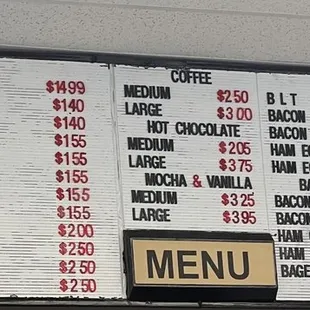 $1499
$140
$140
$155
$155
$155
$155
$155
$200
$250
$250
$250
COFFEE
MEDIUM $250
LARGE $300
HOT CHOCOLATE
MEDIUM $205
LARGE $375
MOCHA & VANILLA
MEDIUM $325
LARGE $395
MENU
BLT
BACON
BACON
HAM E
HAM E
BA
BACON
BACON
HAM
HAM
BAGE